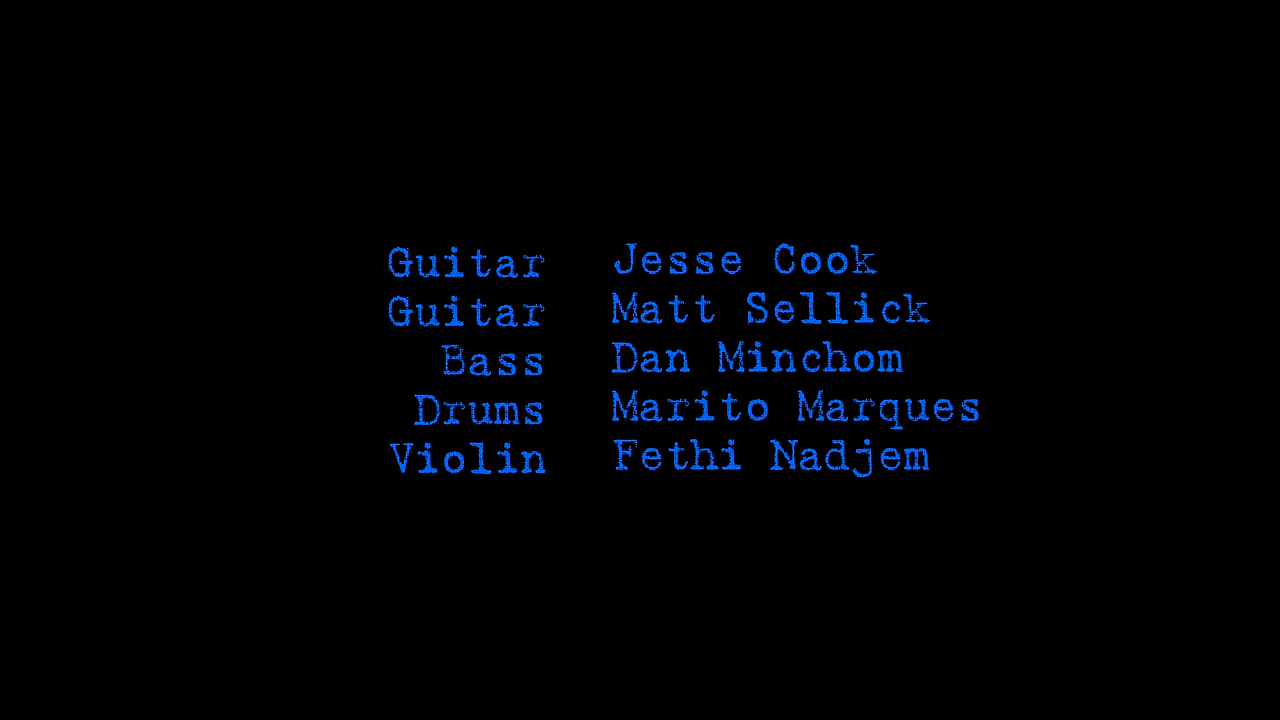 Guitar Jesse Cook
Guitar Matt Sellick
Bass Dan Minchom
Drums Marito Marques
Violin Fethi Nadjem